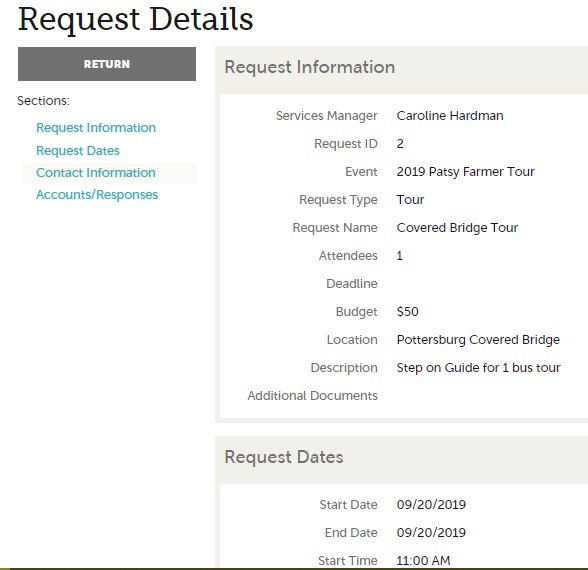 Request Details
RETURN
Sections:
Request Information
Request Dates
Contact Information
Accounts/Responses
Request Information
Services Manager Caroline Hardman
Request ID 2
Event 2019 Patsy Farmer Tour
Request Type Tour
Request Name Covered Bridge Tour
Attendees 1
Deadline
Budget $50
Location Pottersburg Covered Bridge
Description Step on Guide for 1 bus tour
Additional Documents
Request Dates
Start Date 09/20/2019
End Date 09/20/2019
Start Time 11:00 AM